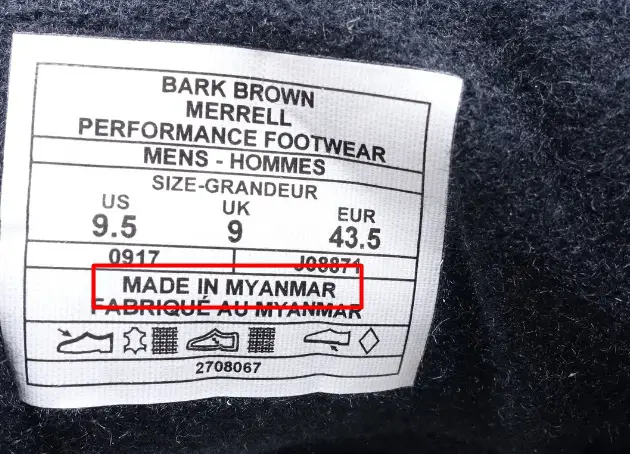 BARK BROWN
MERRELL
PERFORMANCE FOOTWEAR
MENS - HOMMES
SIZE-GRANDEUR
US UK EUR
9.5 9 43.5
0917 J08871
MADE IN MYANMAR
FABRIQUÉ AU MYANMAR
2708067